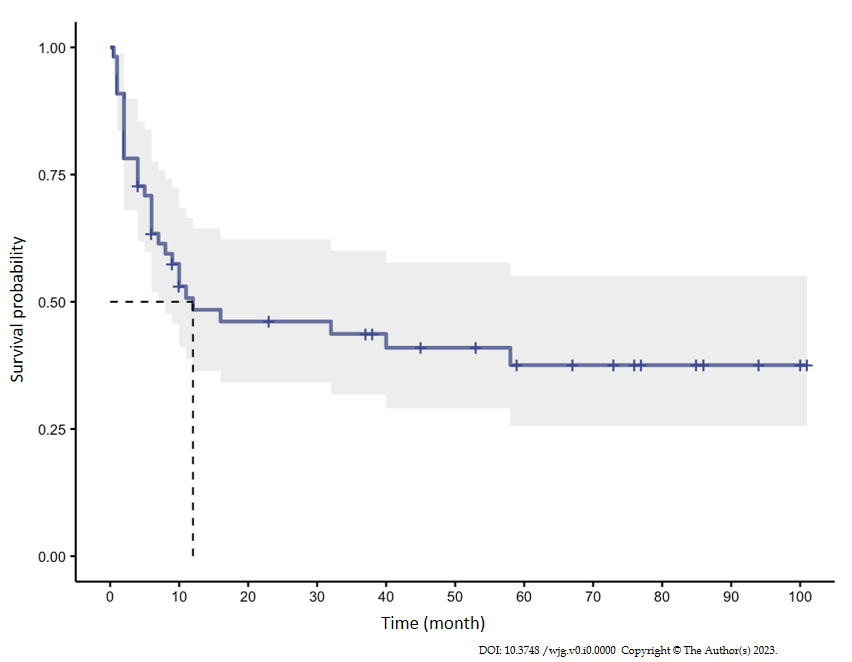 1.00
0.75
0.50
0.25
0.00
Survival probability
0 10 20 30 40 50 60 70 80 90 100
Time (month)
DOI: 10.3748 /wjg.v0.i0.0000 Copyright © The Author(s) 2023.